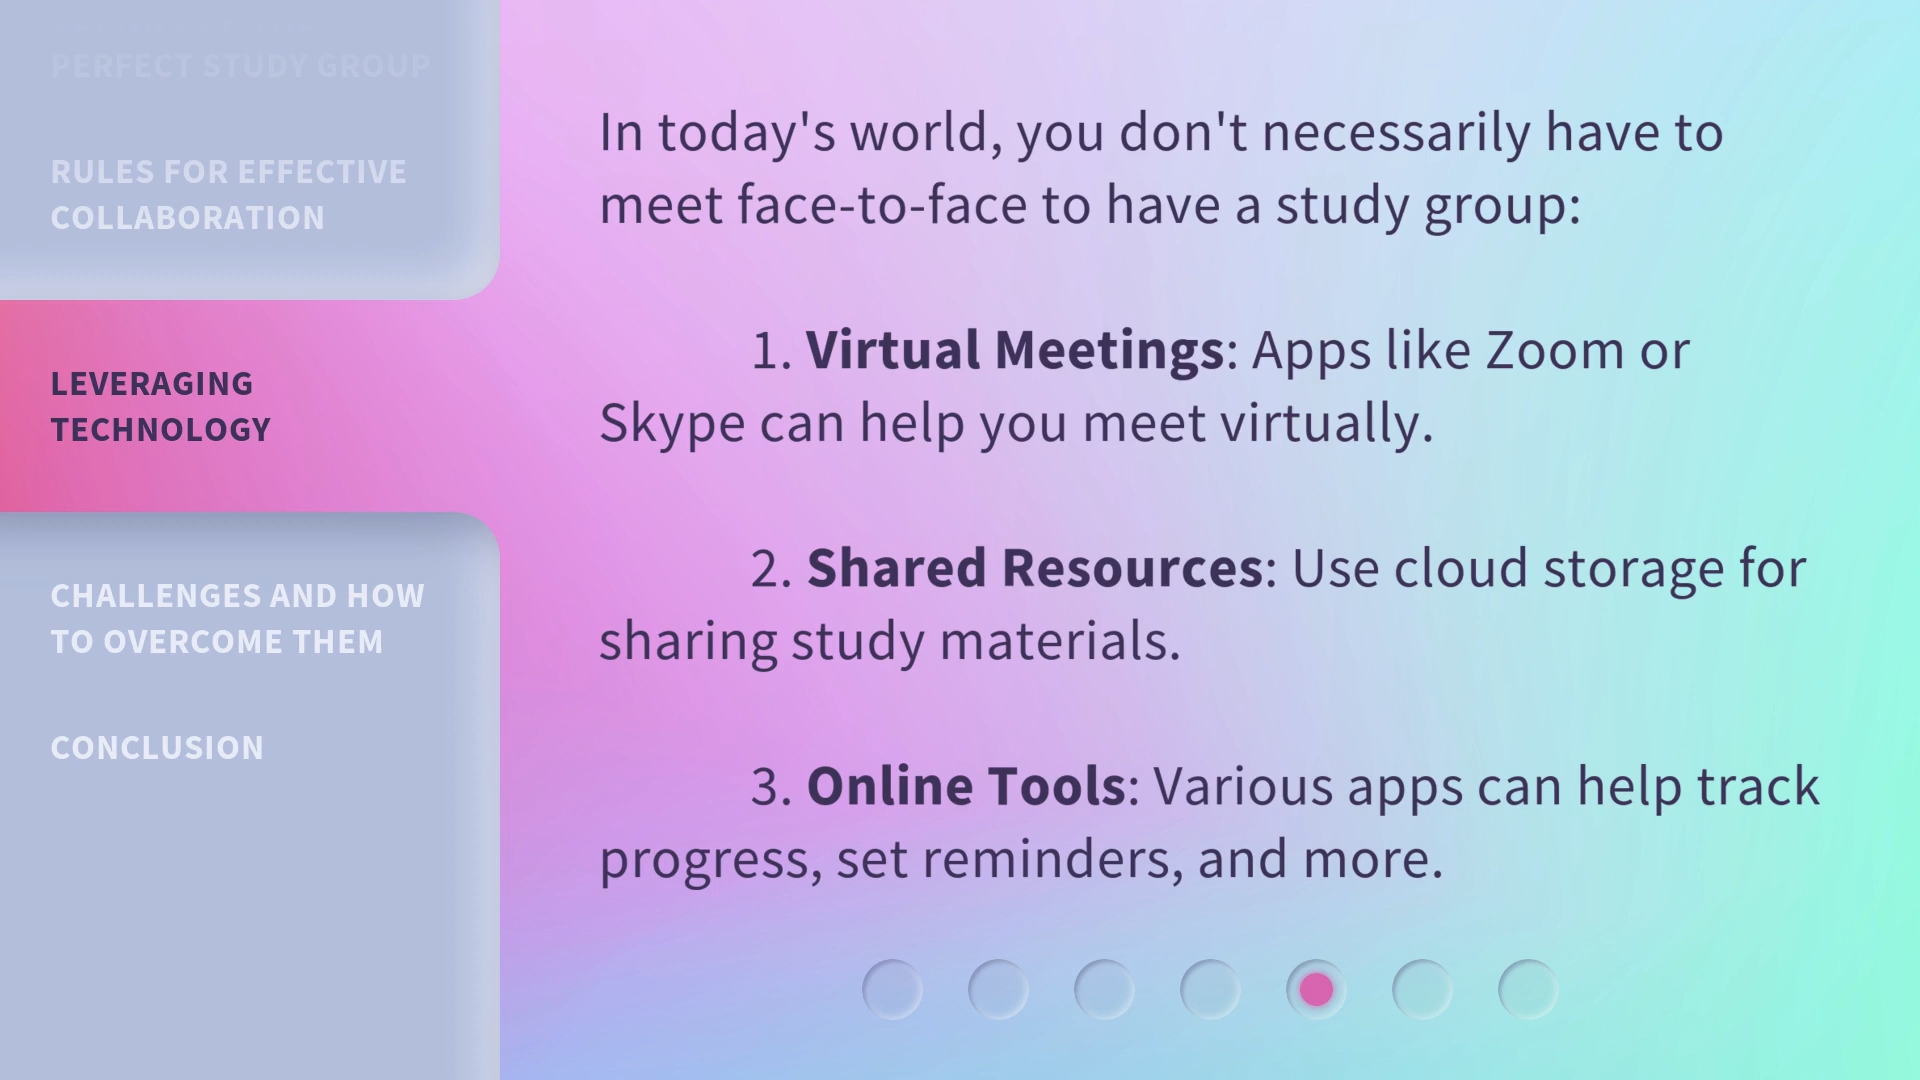 PERFECT STUDY GROUP
RULES FOR EFFECTIVE
COLLABORATION
LEVERAGING
TECHNOLOGY
CHALLENGES AND HOW
TO OVERCOME THEM
CONCLUSION
In today's world, you don't necessarily have to
meet face-to-face to have a study group:
1. Virtual Meetings: Apps like Zoom or
Skype can help you meet virtually.
2. Shared Resources: Use cloud storage for
sharing study materials.
3. Online Tools: Various apps can help track
progress, set reminders, and more.